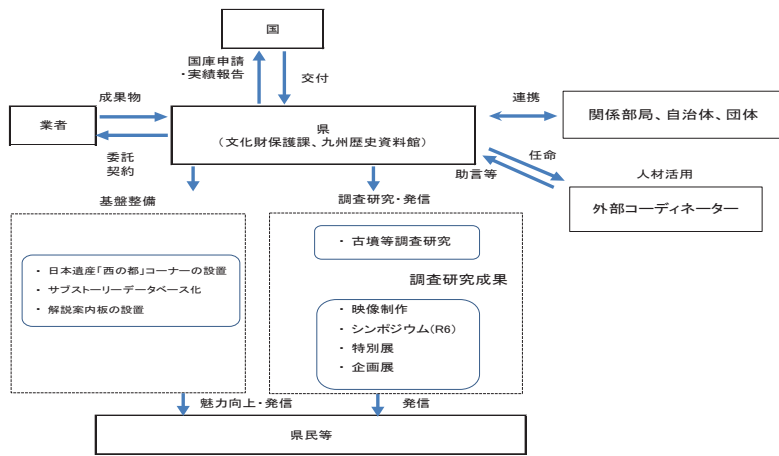 国
国庫申請
・実績報告
交付
成果物
業者
委託
契約
県
（文化財保護課、九州歴史資料館）
連携
関係部局、自治体、団体
任命
助言等
人材活用
外部コーディネーター
基盤整備
調査研究・発信
・ 日本遺産「西の都」コーナーの設置
・ サブストーリーデータベース化
・ 解説案内板の設置
・ 古墳等調査研究
調査研究成果
・ 映像制作
・ シンポジウム(R6)
・ 特別展
・ 企画展
魅力向上・発信
発信
県民等